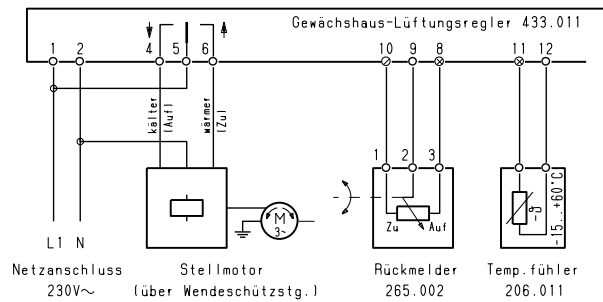 Gewächshaus-Lüftungsregler 433.011
1 2 4 5 6 10 9 8 11 12
kälter
(Auf)
wärmer
(Zu)
1 2 3
M
3~
Zu Auf
-ϑ
-15...+60°C
L1 N
Netzanschluss
230V~
Stellmotor
(über Wendeschützstg.)
Rückmelder
265.002
Temp.fühler
206.011